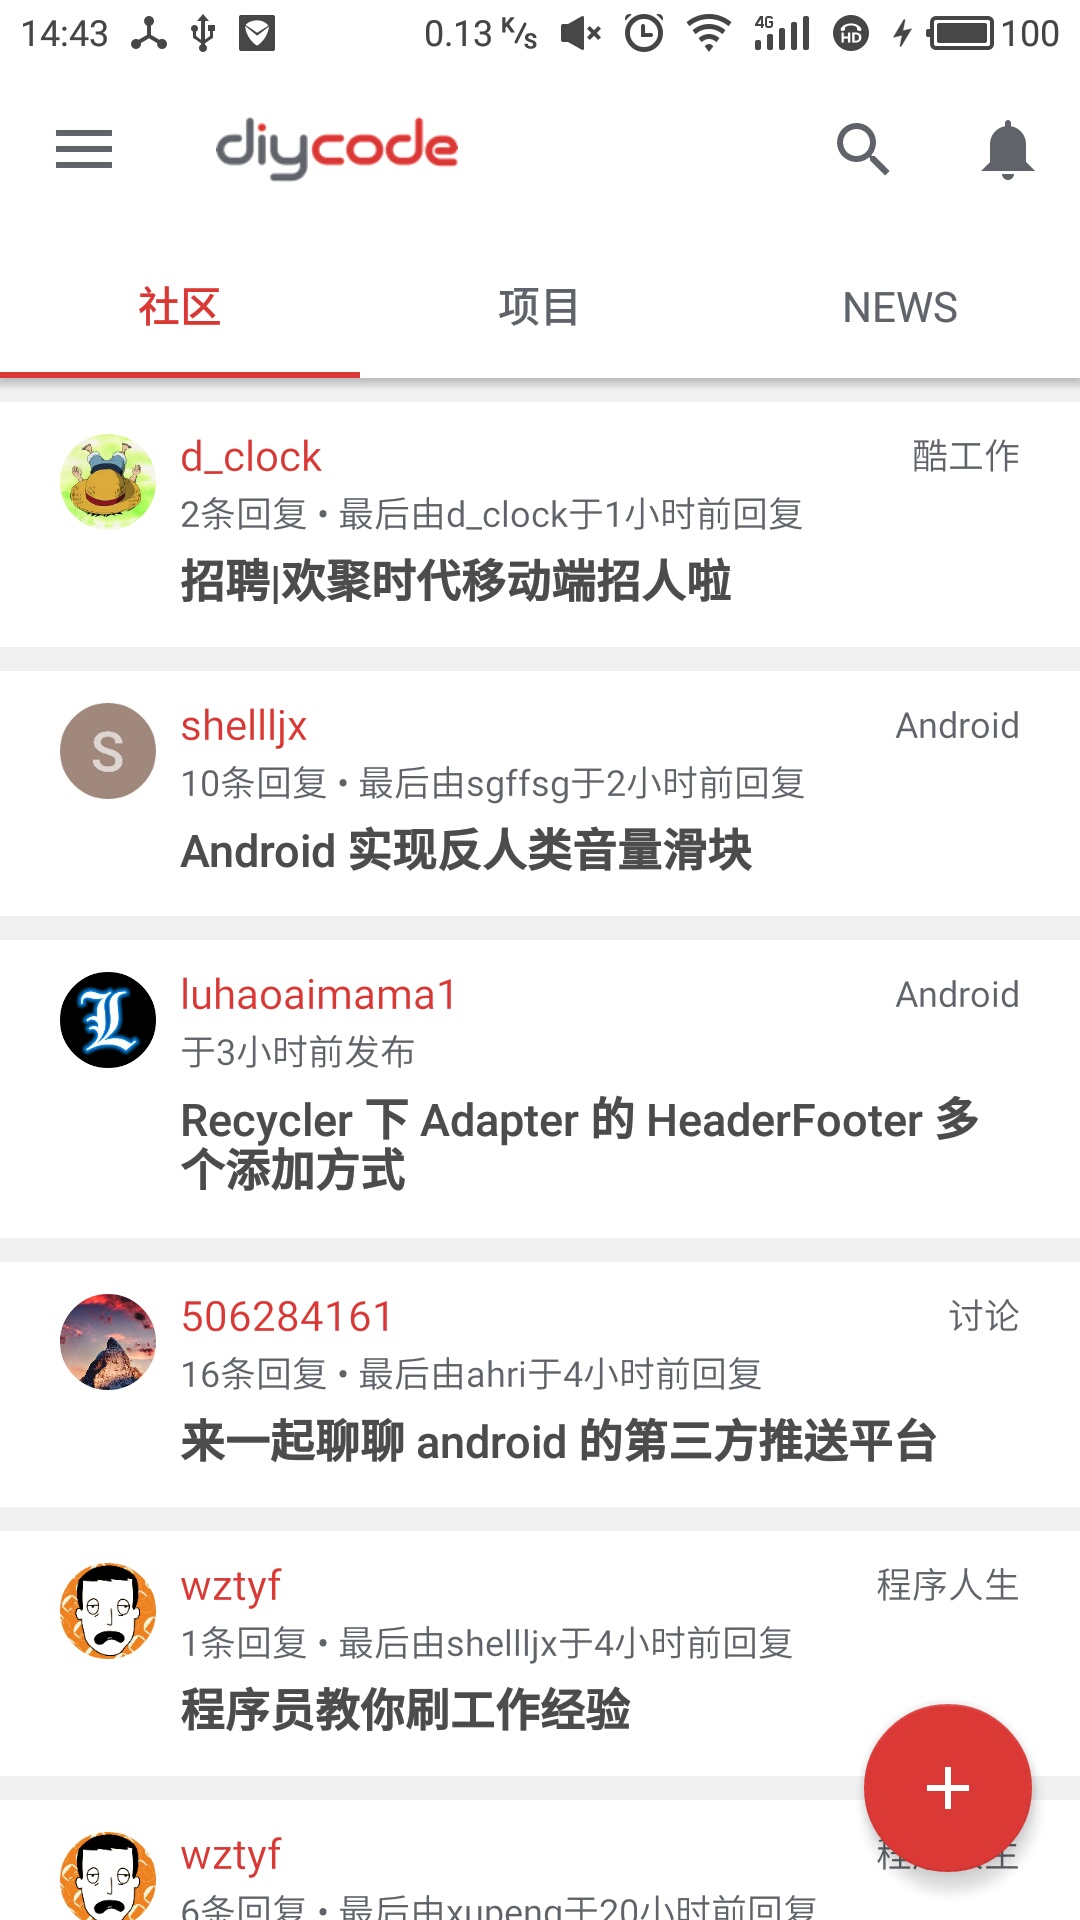 14:43 0.13 K/s 4G HD 100
diycode
社区 项目 NEWS
d_clock 酷工作
2条回复 • 最后由d_clock于1小时前回复
招聘|欢聚时代移动端招人啦
S
shellljx Android
10条回复 • 最后由sgffsg于2小时前回复
Android 实现反人类音量滑块
L
luhaoaimama1 Android
于3小时前发布
Recycler 下 Adapter 的 HeaderFooter 多
个添加方式
506284161 讨论
16条回复 • 最后由ahri于4小时前回复
来一起聊聊 android 的第三方推送平台
wztyf 程序人生
1条回复 • 最后由shellljx于4小时前回复
程序员教你刷工作经验
wztyf
6条回复 • 最后由xupeng于20小时前回复